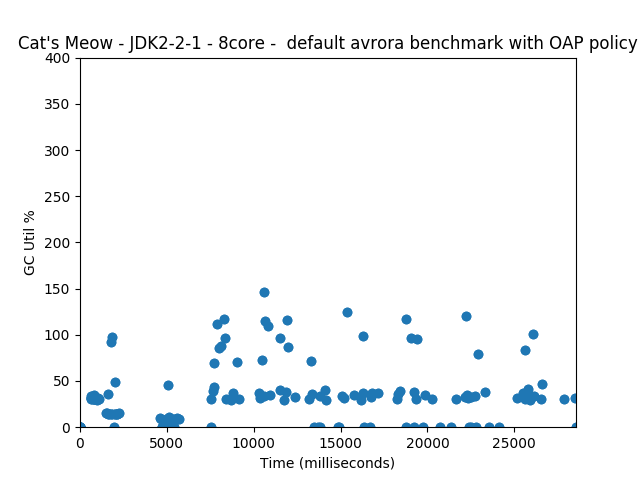 Cat's Meow - JDK2-2-1 - 8core -  default avrora benchmark with OAP policy
400
350
300
250
200
150
100
50
0
GC Util %
0 5000 10000 15000 20000 25000
Time (milliseconds)